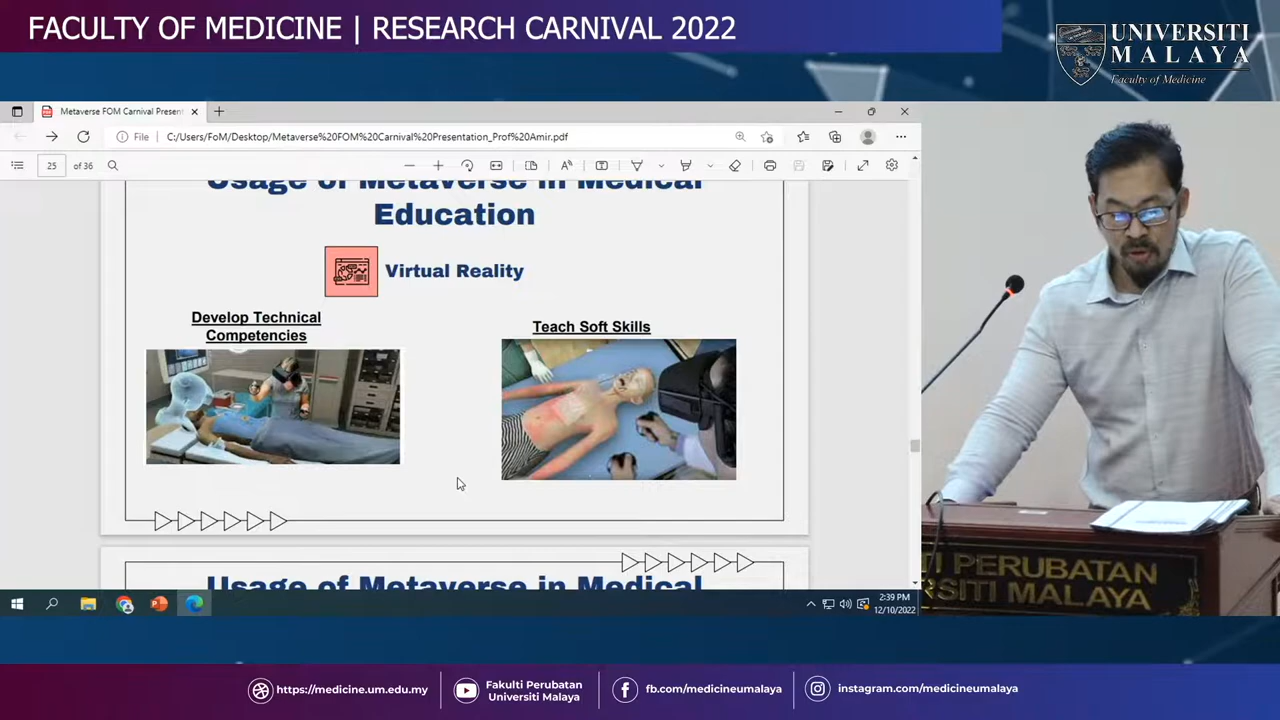 FACULTY OF MEDICINE | RESEARCH CARNIVAL 2022
UNIVERSITI
MALAYA
Faculty of Medicine
Metaverse FOM Carnival Present
File
C:/Users/FoM/Desktop/Metaverse%20FOM%20Carnival%20Presentation_Prof%20Amir.pdf
25 of 36
Usage of Metaverse in Medical
Education
Virtual Reality
Develop Technical
Competencies
Teach Soft Skills
Usage of Metaverse in Medical
2:39 PM
12/10/2022
TI PERUBATAN
RSITI MALAYA
https://medicine.um.edu.my
Fakulti Perubatan
Universiti Malaya
fb.com/medicineumalaya
instagram.com/medicineumalaya